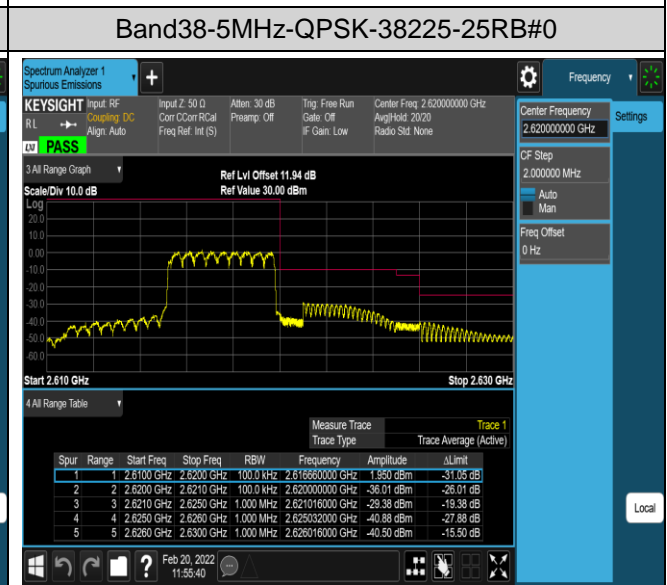 Band38-5MHz-QPSK-38225-25RB#0
Spectrum Analyzer 1
Spurious Emissions
Frequency
KEYSIGHT Input: RF Input Z: 50 Ω Atten: 30 dB Trig: Free Run Center Freq: 2.620000000 GHz
RL Coupling: DC Corr CCorr RCal Preamp: Off Gate: Off Avg|Hold: 20/20
Align: Auto Freq Ref: Int (S) IF Gain: Low Radio Std: None
LXI PASS
Center Frequency
2.620000000 GHz
Settings
CF Step
2.000000 MHz
Auto
Man
Freq Offset
0 Hz
3 All Range Graph
Ref Lvl Offset 11.94 dB
Scale/Div 10.0 dB Ref Value 30.00 dBm
Log
20.0
10.0
0.00
-10.0
-20.0
-30.0
-40.0
-50.0
-60.0
Start 2.610 GHz Stop 2.630 GHz
4 All Range Table
Measure Trace Trace 1
Trace Type Trace Average (Active)
Spur Range Start Freq Stop Freq RBW Frequency Amplitude ΔLimit
1 1 2.6100 GHz 2.6200 GHz 100.0 kHz 2.616660000 GHz 1.950 dBm -31.05 dB
2 2 2.6200 GHz 2.6210 GHz 100.0 kHz 2.620000000 GHz -36.01 dBm -26.01 dB
3 3 2.6210 GHz 2.6250 GHz 1.000 MHz 2.621016000 GHz -29.38 dBm -19.38 dB
4 4 2.6250 GHz 2.6260 GHz 1.000 MHz 2.625032000 GHz -40.88 dBm -27.88 dB
5 5 2.6260 GHz 2.6300 GHz 1.000 MHz 2.626016000 GHz -40.50 dBm -15.50 dB
Local
? Feb 20, 2022
11:55:40